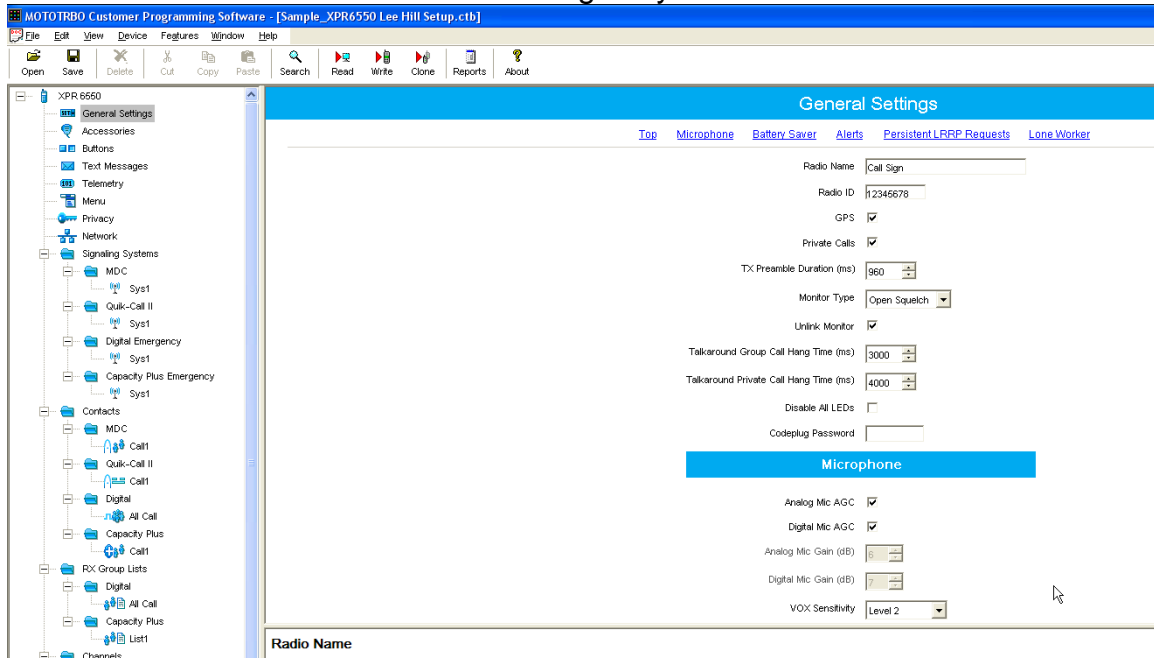 MOTOTRBO Customer Programming Software - [Sample_XPR6550 Lee Hill Setup.ctb]
File Edit View Device Features Window Help
Open Save Delete Cut Copy Paste Search Read Write Clone Reports About
XPR 6550
General Settings
Accessories
Buttons
Text Messages
Telemetry
Menu
Privacy
Network
Signaling Systems
MDC
Sys1
Quik-Call II
Sys1
Digital Emergency
Sys1
Capacity Plus Emergency
Sys1
Contacts
MDC
Call1
Quik-Call II
Call1
Digital
All Call
Capacity Plus
Call1
RX Group Lists
Digital
All Call
Capacity Plus
List1
Channels
General Settings
Top Microphone Battery Saver Alerts Persistent LRRP Requests Lone Worker
Radio Name Call Sign
Radio ID 12345678
GPS
Private Calls
TX Preamble Duration (ms) 960
Monitor Type Open Squelch
Unlink Monitor
Talkaround Group Call Hang Time (ms) 3000
Talkaround Private Call Hang Time (ms) 4000
Disable All LEDs
Codeplug Password
Microphone
Analog Mic AGC
Digital Mic AGC
Analog Mic Gain (dB) 6
Digital Mic Gain (dB) 7
VOX Sensitivity Level 2
Radio Name